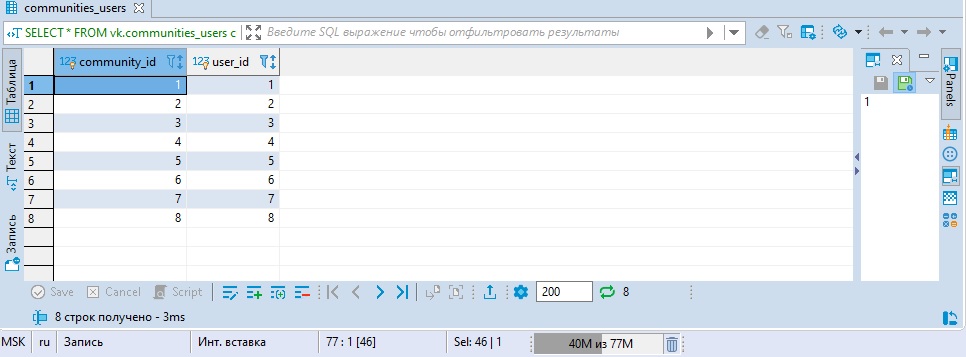 communities_users
SELECT * FROM vk.communities_users c
Введите SQL выражение чтобы отфильтровать результаты
Таблица
Текст
Запись
123 community_id 123 user_id
1 1 1
2 2 2
3 3 3
4 4 4
5 5 5
6 6 6
7 7 7
8 8 8
1
Panels
Save Cancel Script 200 8
8 строк получено - 3ms
MSK ru Запись Инт. вставка 77 : 1 [46] Sel: 46 | 1 40M из 77M